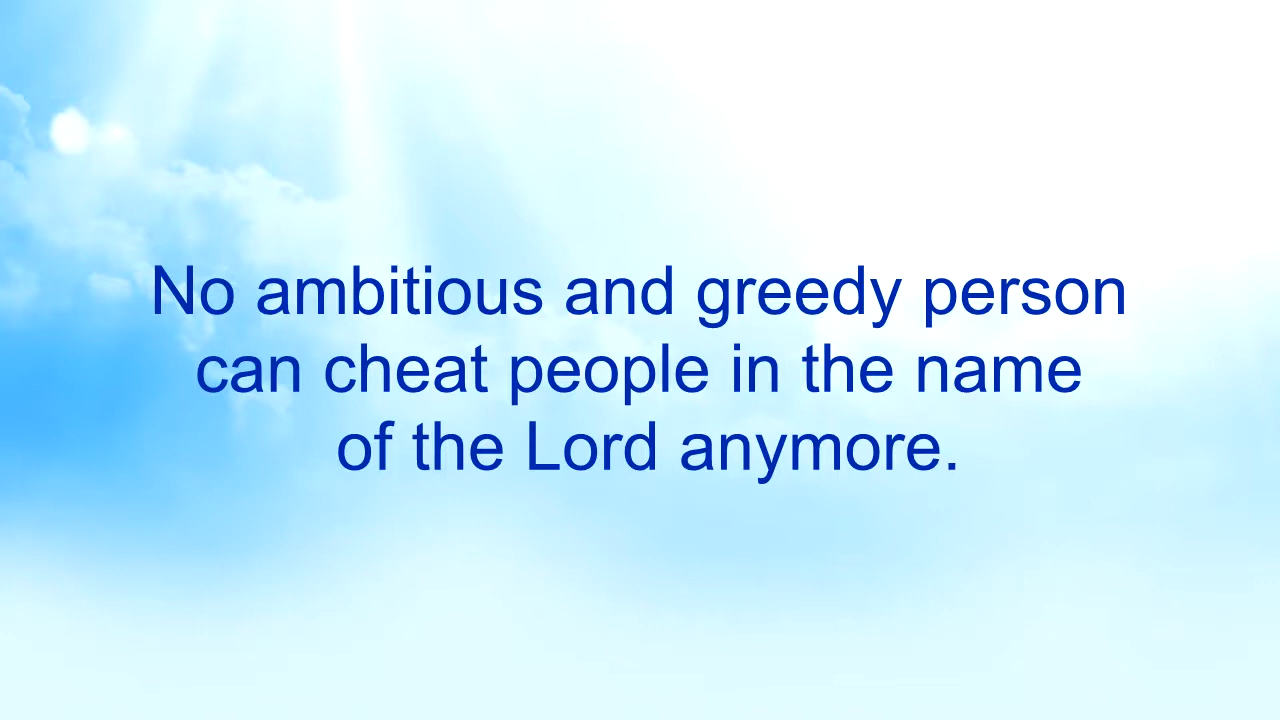 No ambitious and greedy person
can cheat people in the name
of the Lord anymore.